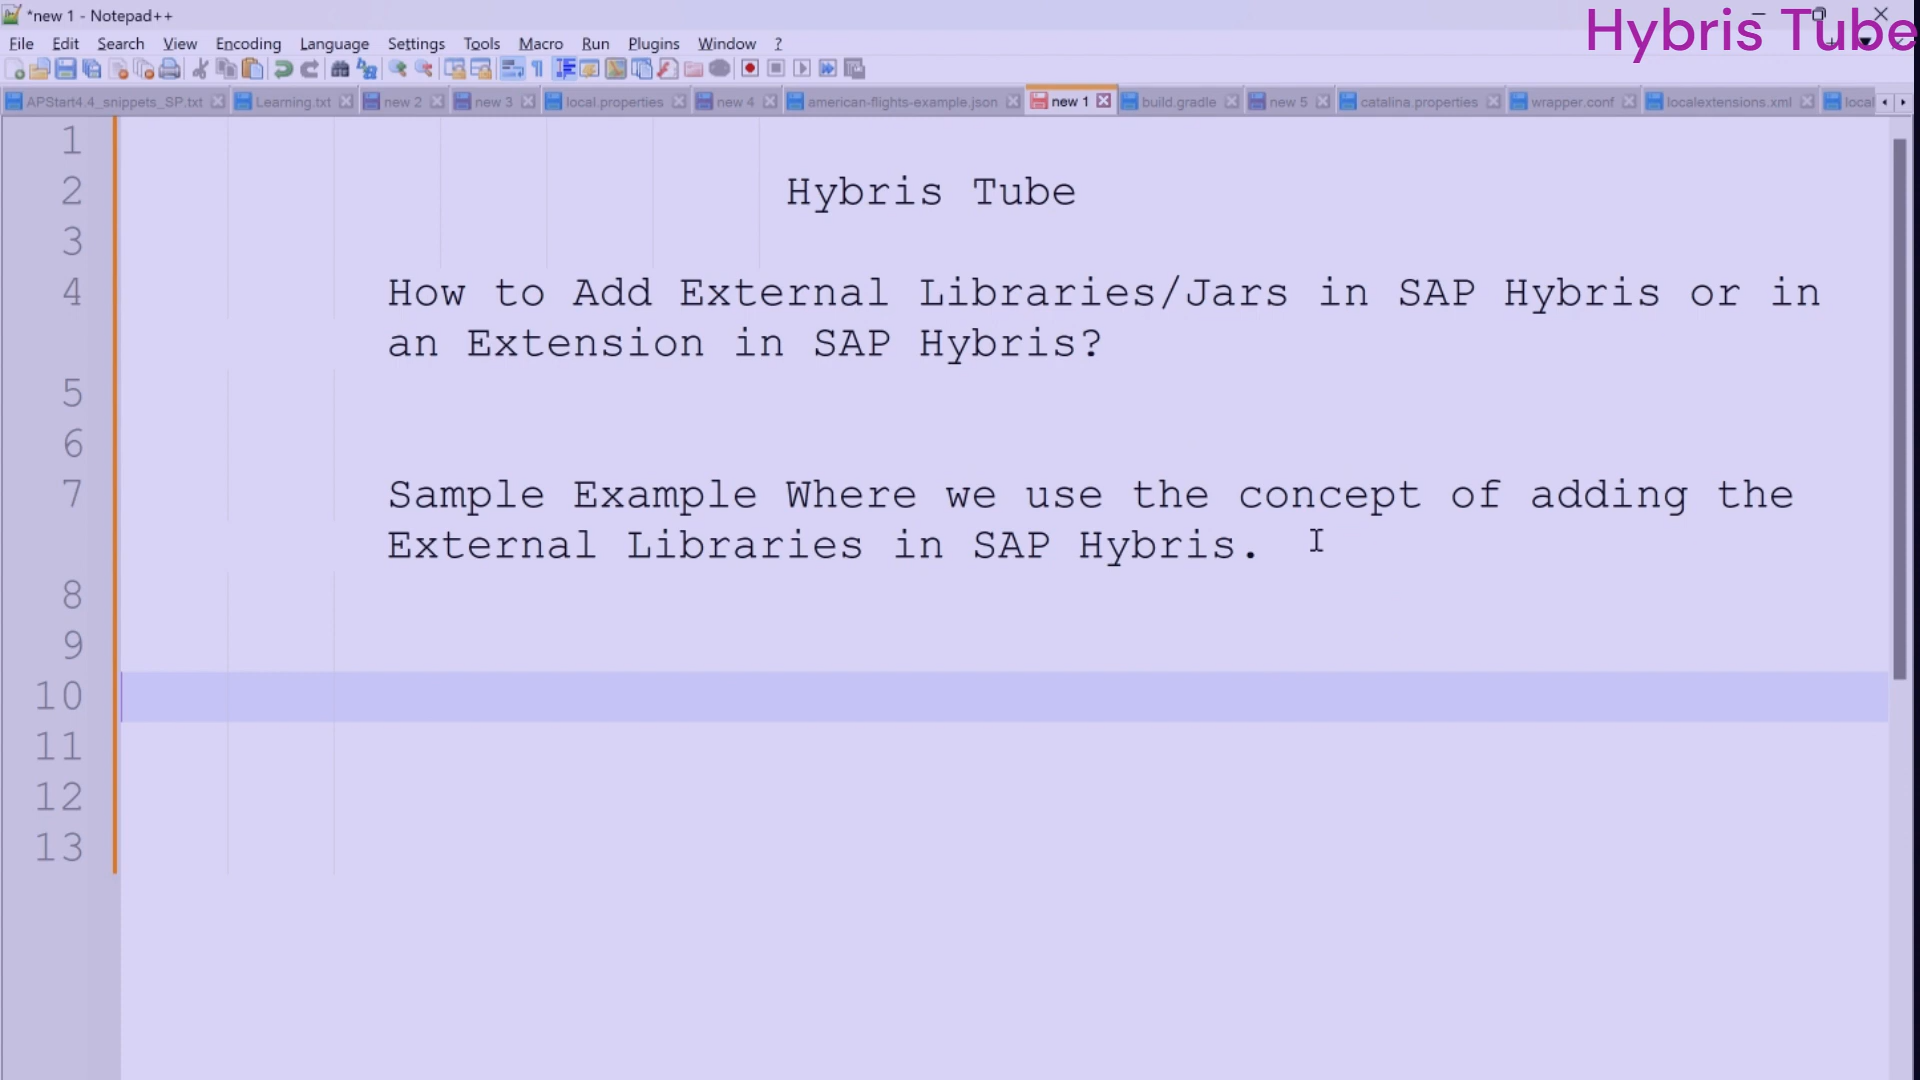 *new 1 - Notepad++
Hybris Tube
File Edit Search View Encoding Language Settings Tools Macro Run Plugins Window ?
APStart4.4_snippets_SP.txt Learning.txt new 2 new 3 local.properties new 4 american-flights-example.json new 1 build.gradle new 5 catalina.properties wrapper.conf localextensions.xml local
1
2 Hybris Tube
3
4 How to Add External Libraries/Jars in SAP Hybris or in
an Extension in SAP Hybris?
5
6
7 Sample Example Where we use the concept of adding the
External Libraries in SAP Hybris.
8
9
10
11
12
13